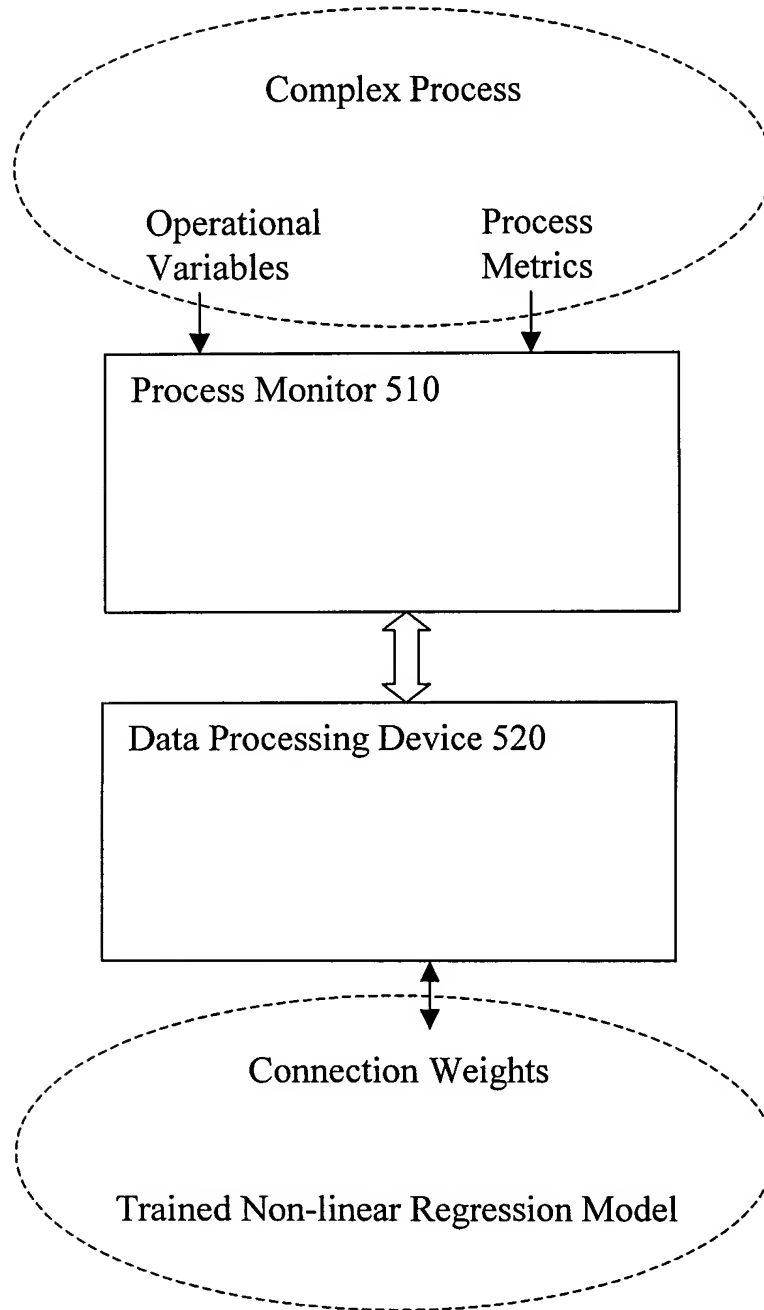 Complex Process
Operational Variables
Process Metrics
Process Monitor 510
Data Processing Device 520
Connection Weights
Trained Non-linear Regression Model